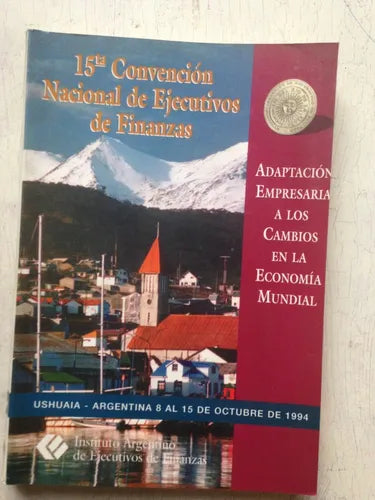 15ta Convención
Nacional de Ejecutivos
de Finanzas
ADAPTACIÓN
EMPRESARIA
A LOS
CAMBIOS
EN LA
ECONOMÍA
MUNDIAL
USHUAIA - ARGENTINA 8 AL 15 DE OCTUBRE DE 1994
Instituto Argentino
de Ejecutivos de Finanzas